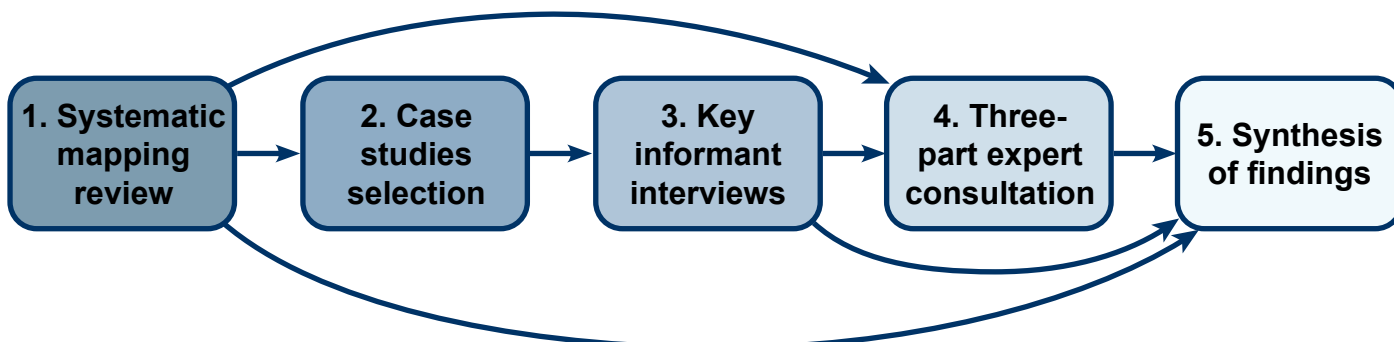 1. Systematic
mapping
review
2. Case
studies
selection
3. Key
informant
interviews
4. Three-
part expert
consultation
5. Synthesis
of findings